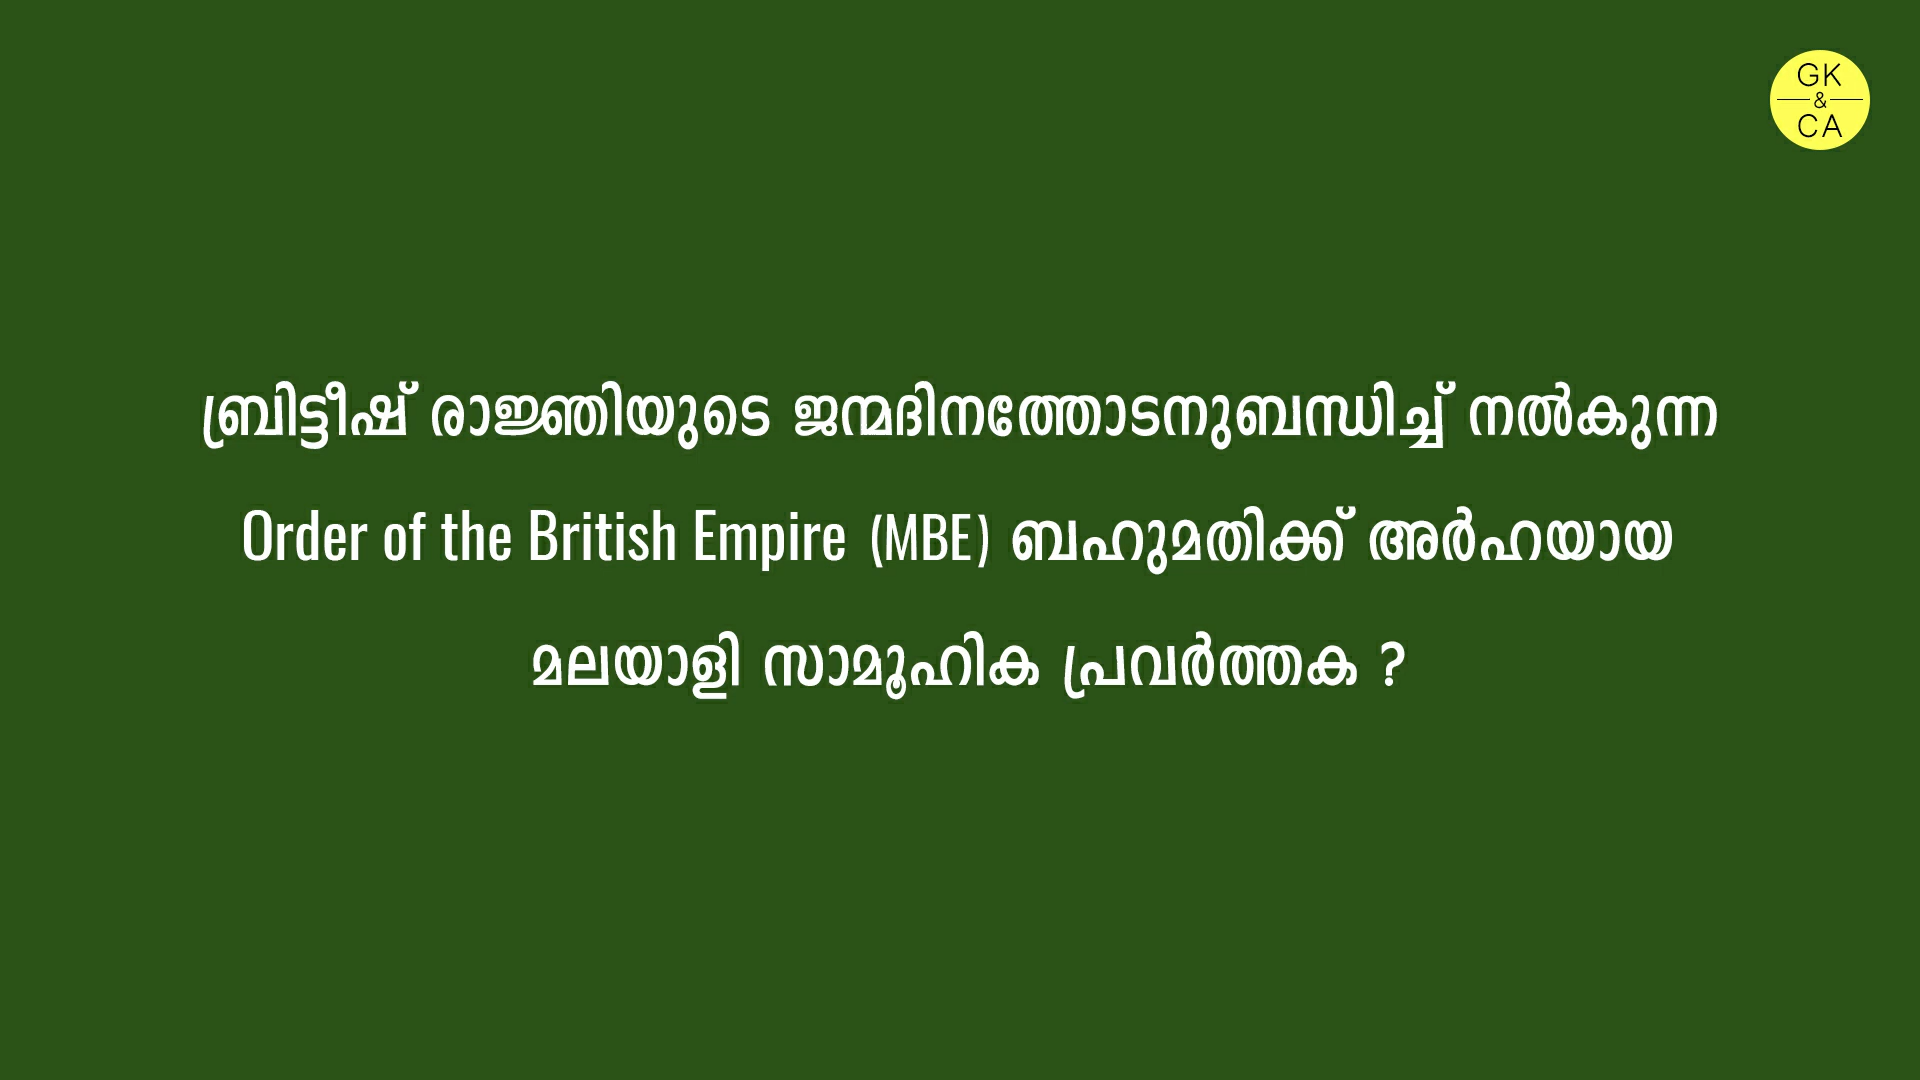 GK
&
CA
ബ്രിട്ടീഷ് രാജ്ഞിയുടെ ജന്മദിനത്തോടനുബന്ധിച്ച് നൽകുന്ന
Order of the British Empire (MBE) ബഹുമതിക്ക് അർഹയായ
മലയാളി സാമൂഹിക പ്രവർത്തക ?